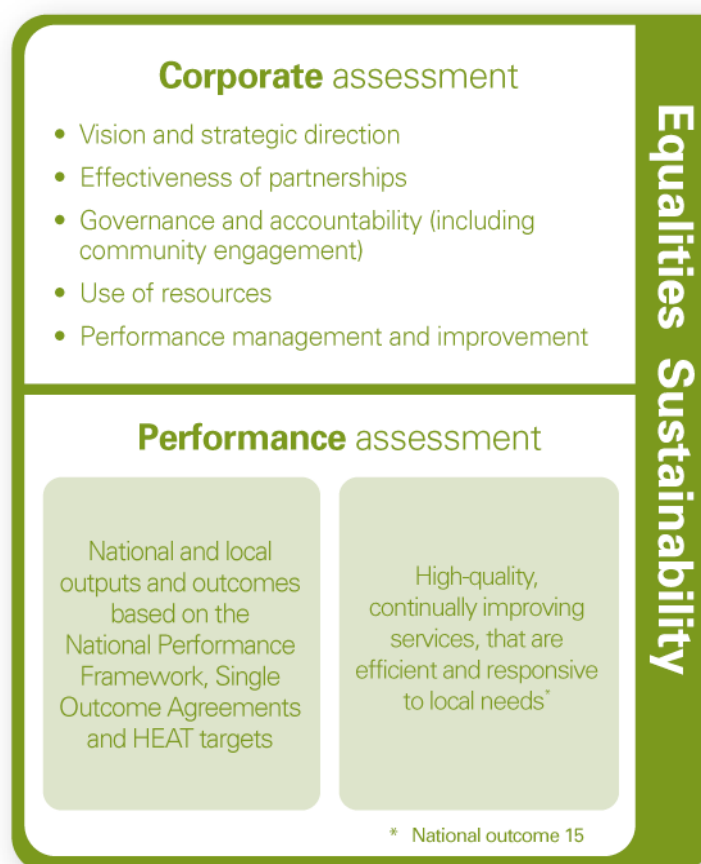 Corporate assessment
• Vision and strategic direction
• Effectiveness of partnerships
• Governance and accountability (including
community engagement)
• Use of resources
• Performance management and improvement
Performance assessment
National and local
outputs and outcomes
based on the
National Performance
Framework, Single
Outcome Agreements
and HEAT targets
High-quality,
continually improving
services, that are
efficient and responsive
to local needs*
* National outcome 15
Equalities Sustainability